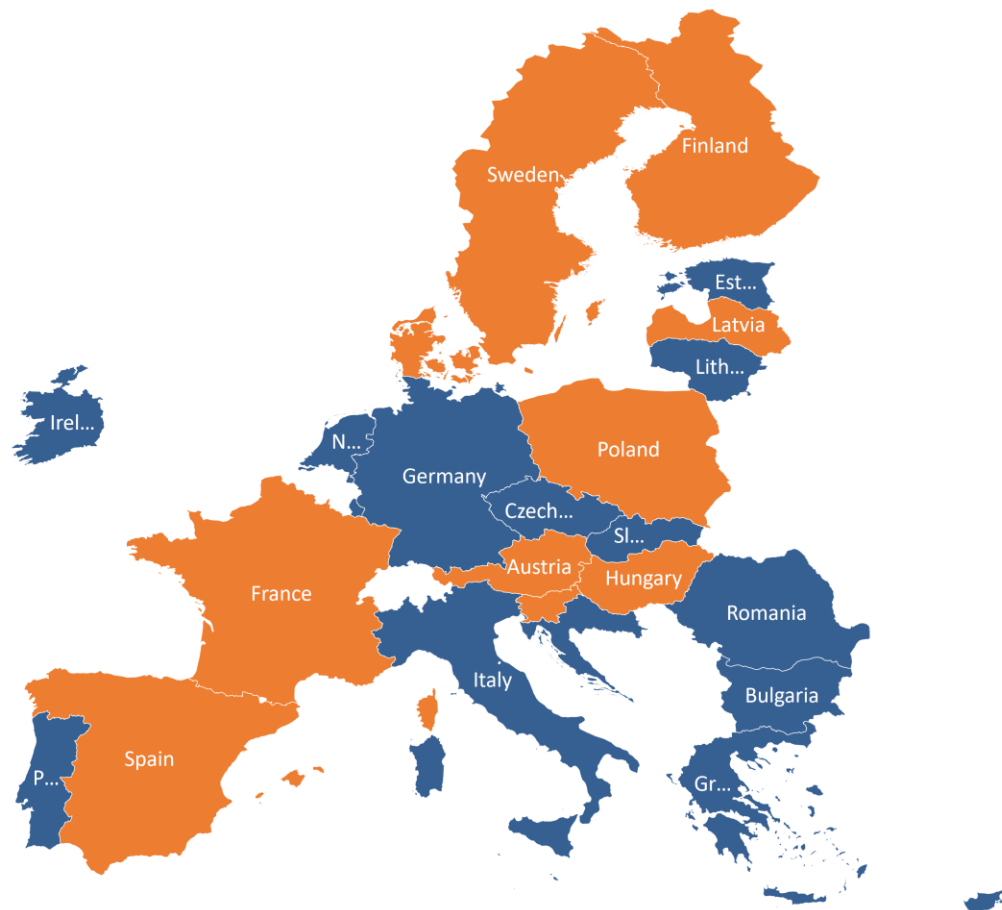 Finland
Sweden
Est...
Latvia
Lith...
Irel...
N...
Poland
Germany
Czech...
Sl...
Austria
Hungary
France
Romania
Italy
Bulgaria
Spain
P...
Gr...